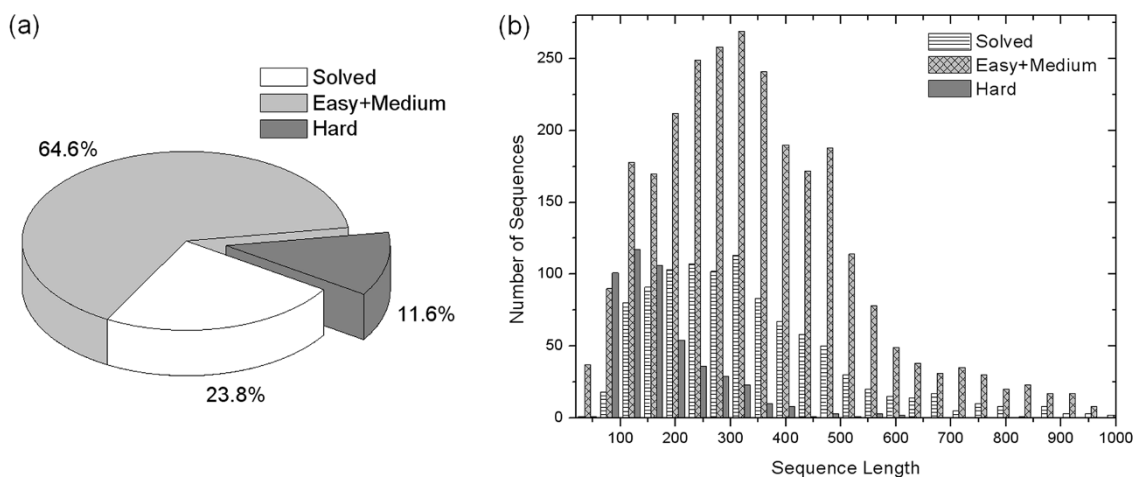 (a)
Solved
Easy+Medium
Hard
64.6%
11.6%
23.8%
(b)
Solved
Easy+Medium
Hard
250
200
150
100
50
0
Number of Sequences
100 200 300 400 500 600 700 800 900 1000
Sequence Length